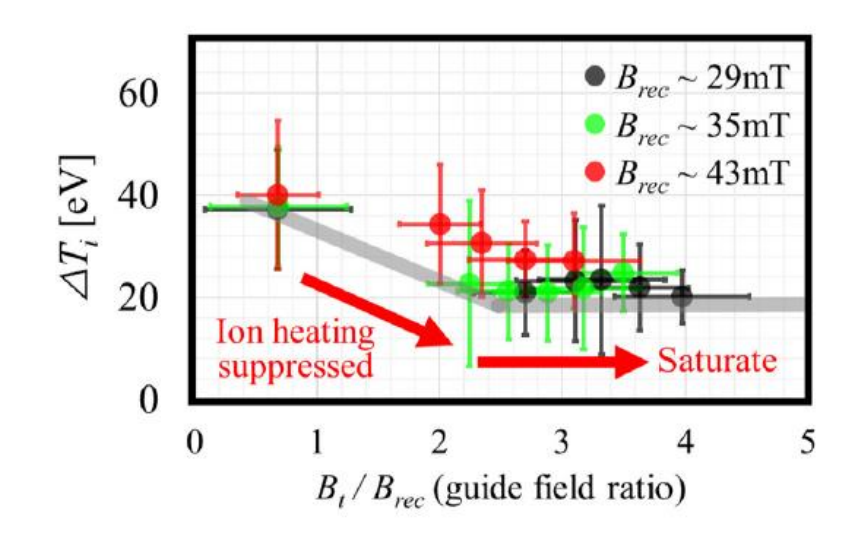 60
40
20
0
ΔTi [eV]
Brec ~ 29mT
Brec ~ 35mT
Brec ~ 43mT
Ion heating
suppressed
Saturate
0 1 2 3 4 5
Bt / Brec (guide field ratio)